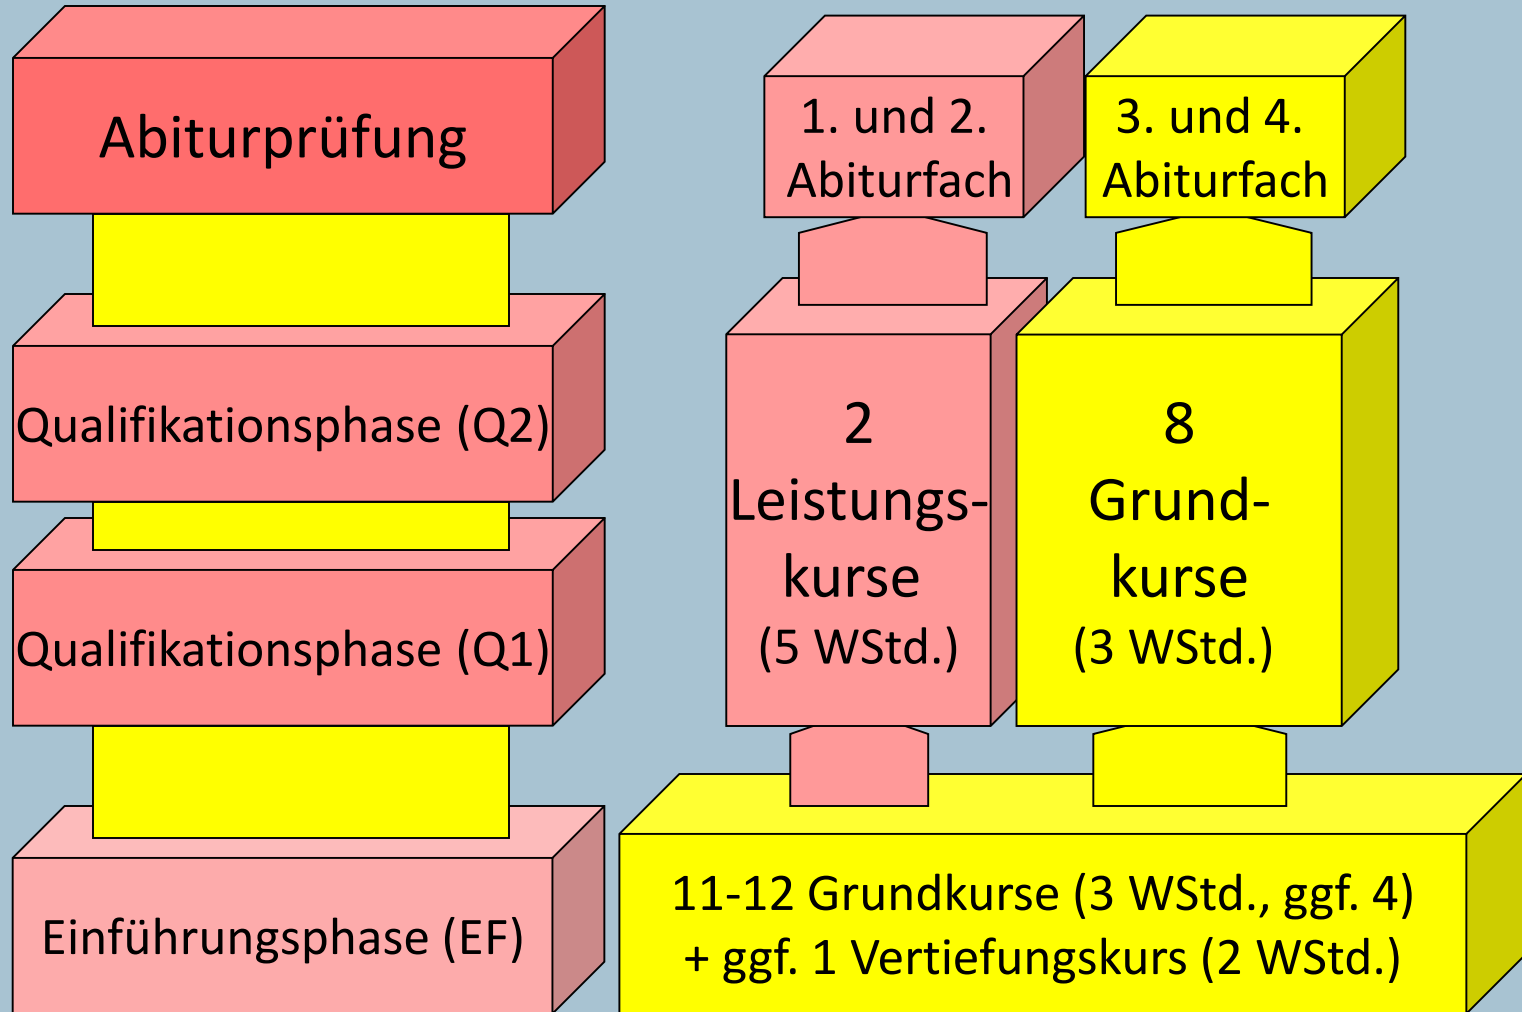 Abiturprüfung
Qualifikationsphase (Q2)
Qualifikationsphase (Q1)
Einführungsphase (EF)
1. und 2.
Abiturfach
3. und 4.
Abiturfach
2
Leistungs-
kurse
(5 WStd.)
8
Grund-
kurse
(3 WStd.)
11-12 Grundkurse (3 WStd., ggf. 4)
+ ggf. 1 Vertiefungskurs (2 WStd.)